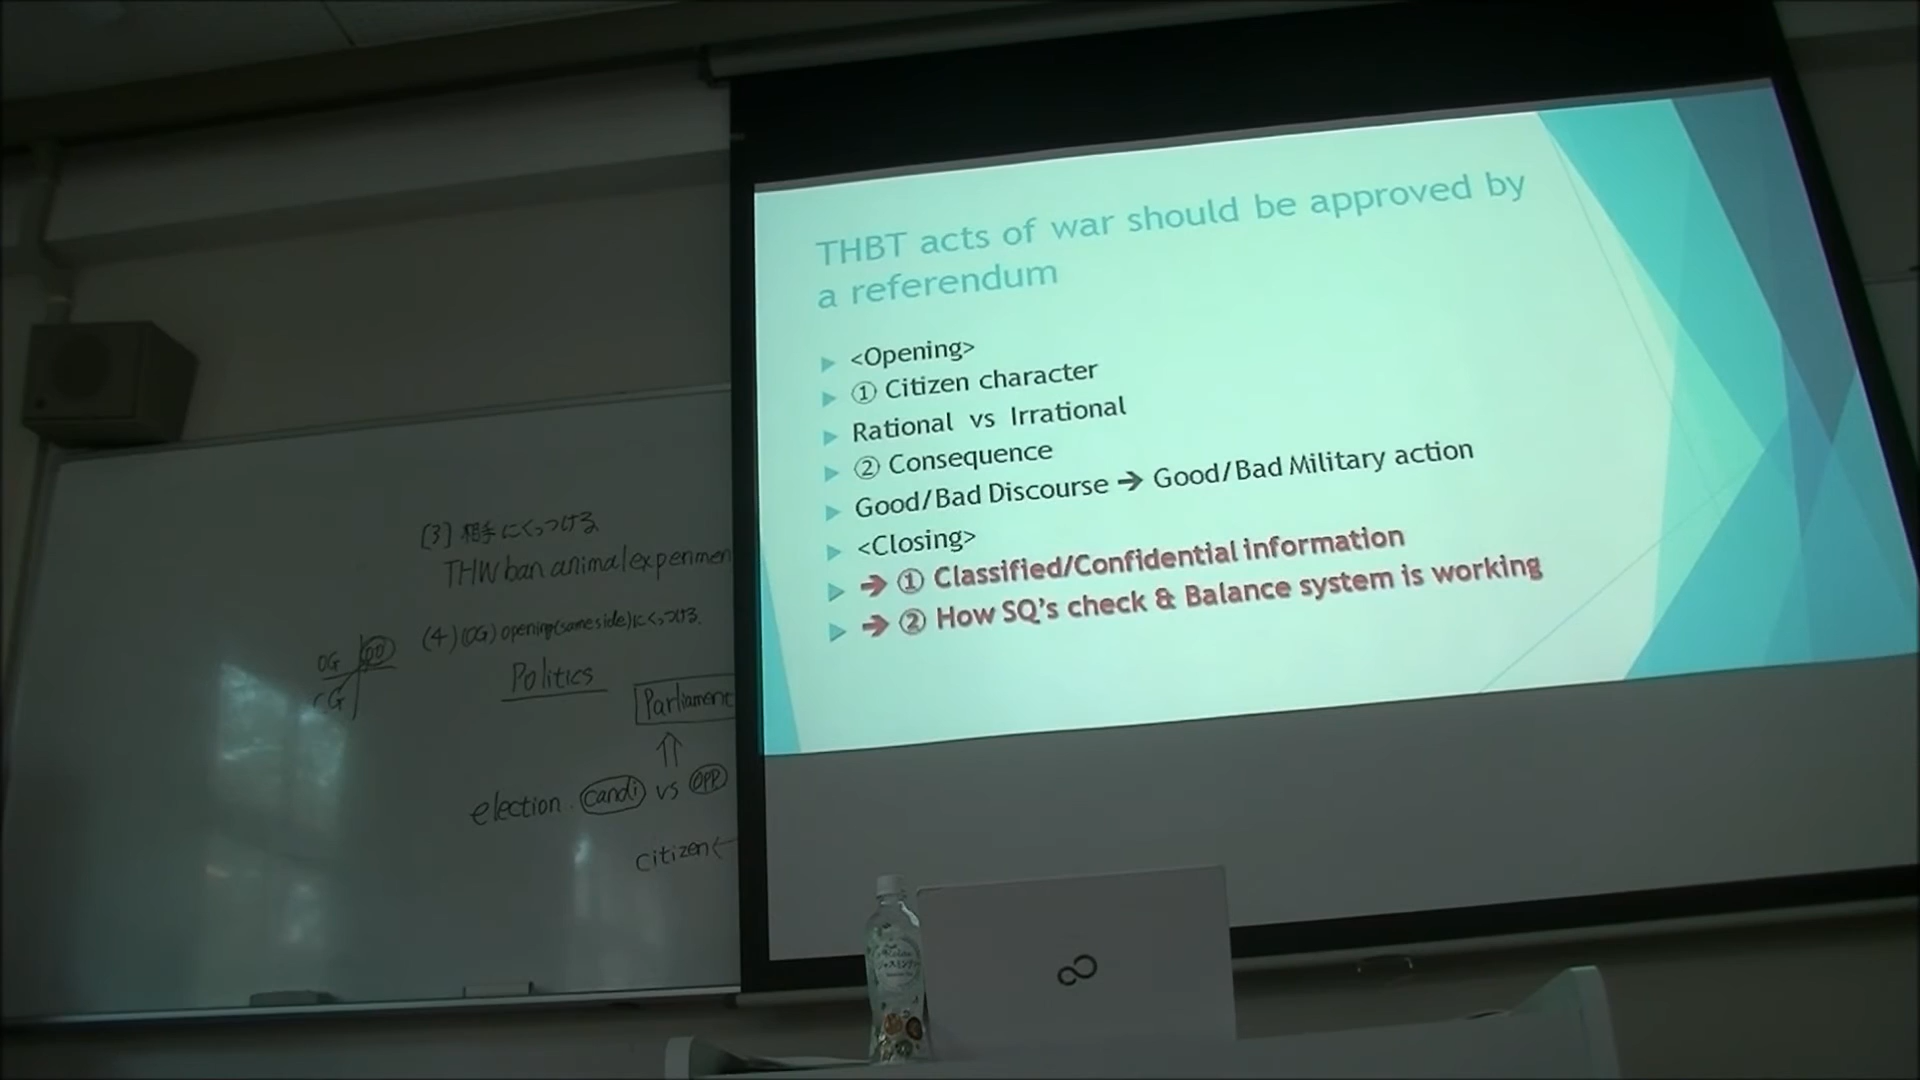 THBT acts of war should be approved by
a referendum
<Opening>
① Citizen character
Rational vs Irrational
② Consequence
Good/Bad Discourse → Good/Bad Military action
<Closing>
→ ① Classified/Confidential information
→ ② How SQ's check & Balance system is working
[3] 相手にくっつける
THW ban animal experimen
(4) (OG) opening (same side)にくっつける.
OG OO
CG
Politics
Parliament
election. candi vs OPP
citizen ←